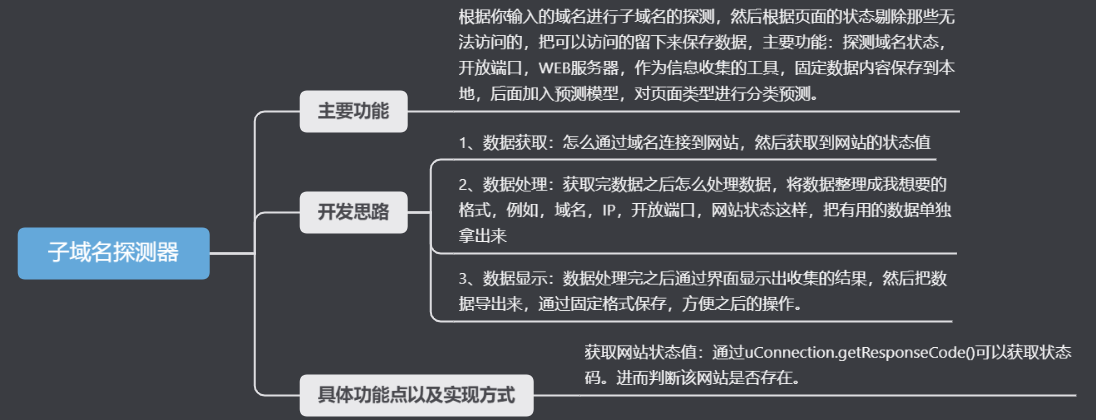 子域名探测器
主要功能
根据你输入的域名进行子域名的探测，然后根据页面的状态剔除那些无
法访问的，把可以访问的留下来保存数据，主要功能：探测域名状态，
开放端口，WEB服务器，作为信息收集的工具，固定数据内容保存到本
地，后面加入预测模型，对页面类型进行分类预测。
开发思路
1、数据获取：怎么通过域名连接到网站，然后获取到网站的状态值
2、数据处理：获取完数据之后怎么处理数据，将数据整理成我想要的
格式，例如，域名，IP，开放端口，网站状态这样，把有用的数据单独
拿出来
3、数据显示：数据处理完之后通过界面显示出收集的结果，然后把数
据导出来，通过固定格式保存，方便之后的操作。
具体功能点以及实现方式
获取网站状态值：通过uConnection.getResponseCode()可以获取状态
码。进而判断该网站是否存在。